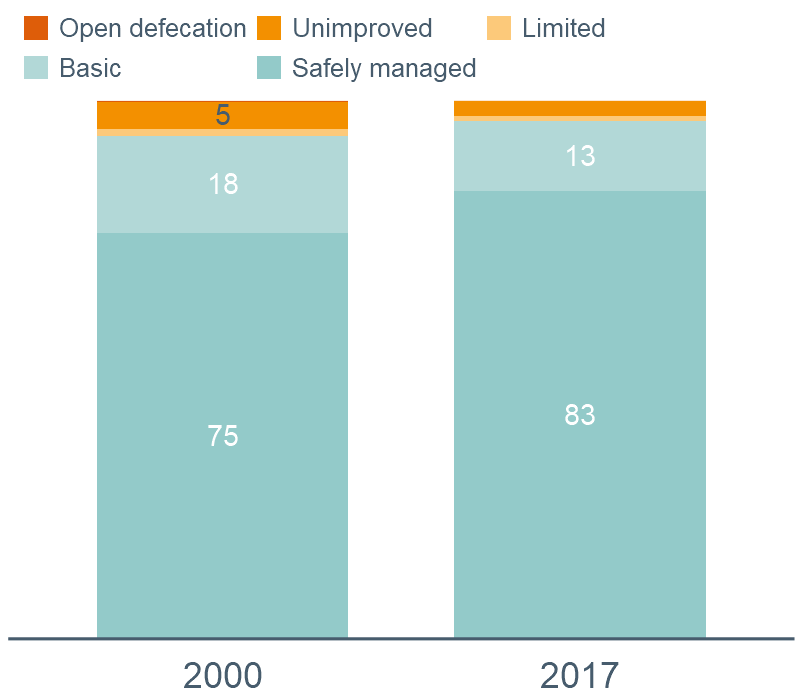 Open defecation Unimproved Limited
Basic Safely managed
5
18 13
75 83
2000 2017